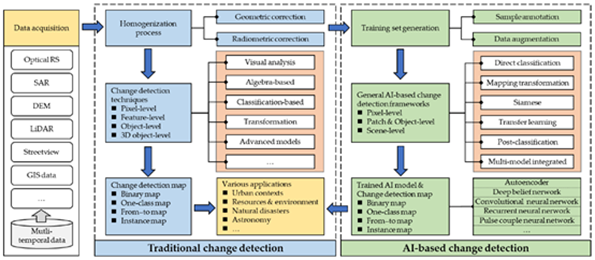 Data acquisition
Optical RS
SAR
DEM
LiDAR
Streetview
GIS data
...
Mutli-temporal data
Homogenization
process
Geometric correction
Radiometric correction
Change detection
techniques
■ Pixel-level
■ Feature-level
■ Object-level
■ 3D object-level
Visual analysis
Algebra-based
Classification-based
Transformation
Advanced models
...
Change detection map
■ Binary map
■ One-class map
■ From-to map
■ Instance map
Various applications
■ Urban contexts
■ Resources & environment
■ Natural disasters
■ Astronomy
■ ...
Traditional change detection
Training set generation
Sample annotation
Data augmentation
General AI-based change
detection frameworks
■ Pixel-level
■ Patch & Object-level
■ Scene-level
Direct classification
Mapping transformation
Siamese
Transfer learning
Post-classification
Multi-model integrated
Trained AI model &
Change detection map
■ Binary map
■ One-class map
■ From-to map
■ Instance map
Autoencoder
Deep belief network
Convolutional neural network
Recurrent neural network
Pulse couple neural network
AI-based change detection